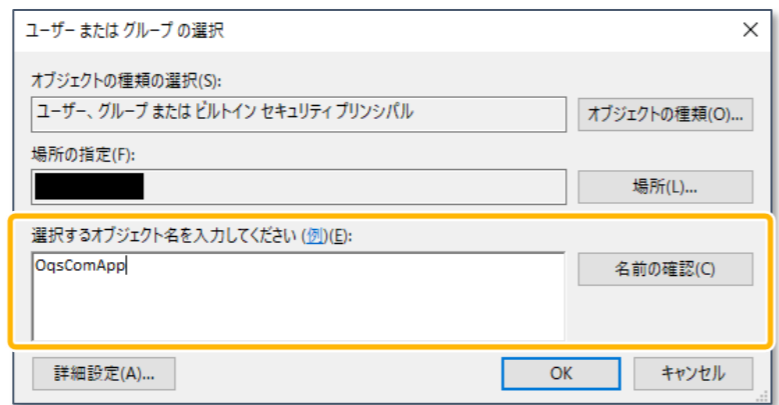 ユーザー または グループ の選択
オブジェクトの種類の選択(S):
ユーザー、グループ または ビルトイン セキュリティ プリンシパル
オブジェクトの種類(O)...
場所の指定(F):
場所(L)...
選択するオブジェクト名を入力してください (例)(E):
OqsComApp
名前の確認(C)
詳細設定(A)...
OK
キャンセル